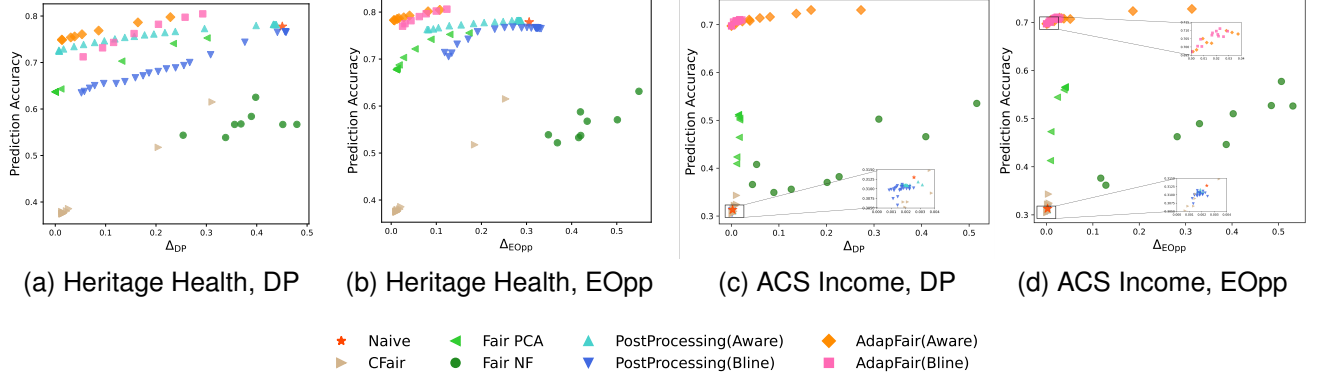 0.8
0.7
0.6
0.5
0.4
Prediction Accuracy
0.0 0.1 0.2 0.3 0.4 0.5
Δ_DP
(a) Heritage Health, DP
0.8
0.7
0.6
0.5
0.4
Prediction Accuracy
0.0 0.1 0.2 0.3 0.4 0.5
Δ_EOpp
(b) Heritage Health, EOpp
0.7
0.6
0.5
0.4
0.3
Prediction Accuracy
0.0 0.1 0.2 0.3 0.4 0.5
Δ_DP
(c) ACS Income, DP
0.7
0.6
0.5
0.4
0.3
Prediction Accuracy
0.0 0.1 0.2 0.3 0.4 0.5
Δ_EOpp
(d) ACS Income, EOpp
Naive Fair PCA PostProcessing(Aware) AdapFair(Aware)
CFair Fair NF PostProcessing(Bline) AdapFair(Bline)